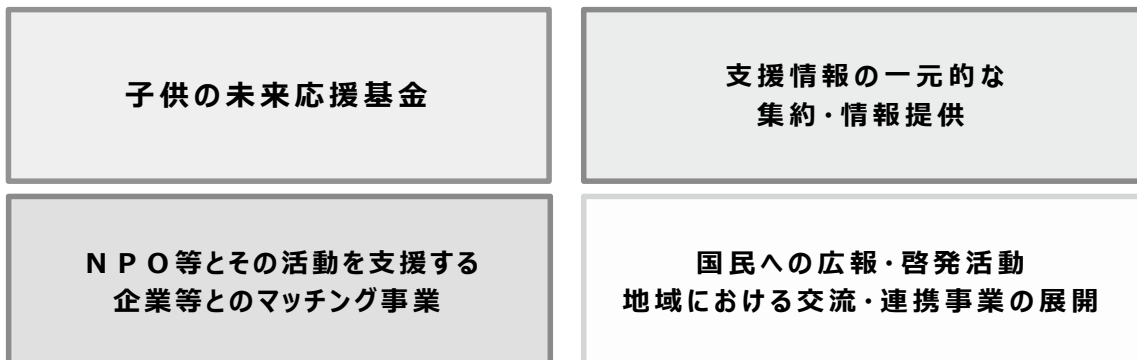 子供の未来応援基金
支援情報の一元的な
集約・情報提供
NPO等とその活動を支援する
企業等とのマッチング事業
国民への広報・啓発活動
地域における交流・連携事業の展開